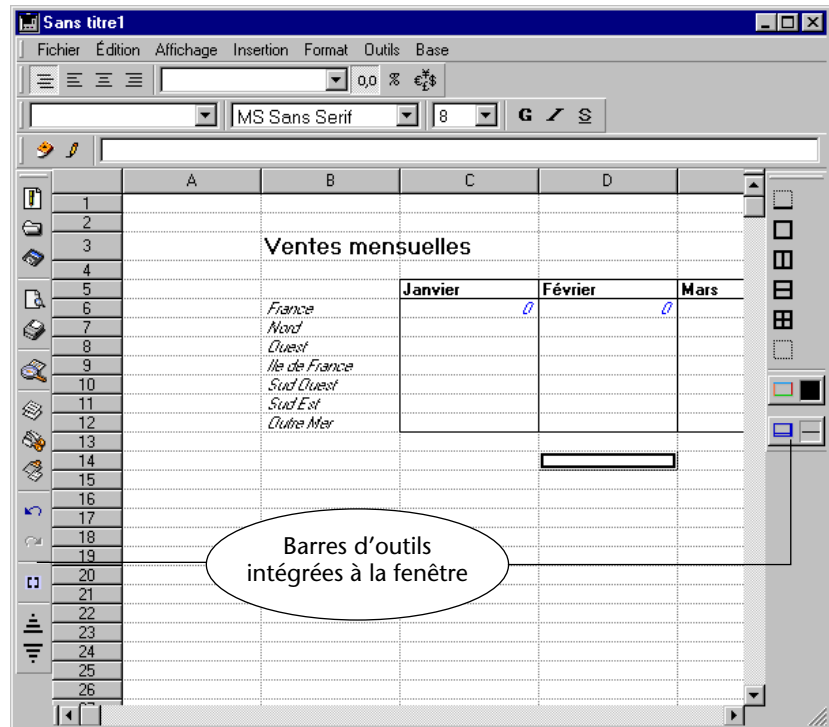 Sans titre1
Fichier Édition Affichage Insertion Format Outils Base
0,0 % €¥£$
MS Sans Serif 8 G I S
A B C D
1
2
3 Ventes mensuelles
4
5 Janvier Février Mars
6 France 0 0
7 Nord
8 Ouest
9 Ile de France
10 Sud Ouest
11 Sud Est
12 Outre Mer
13
14
15
16
17
18
19
20
21
22
23
24
25
26
Barres d'outils
intégrées à la fenêtre